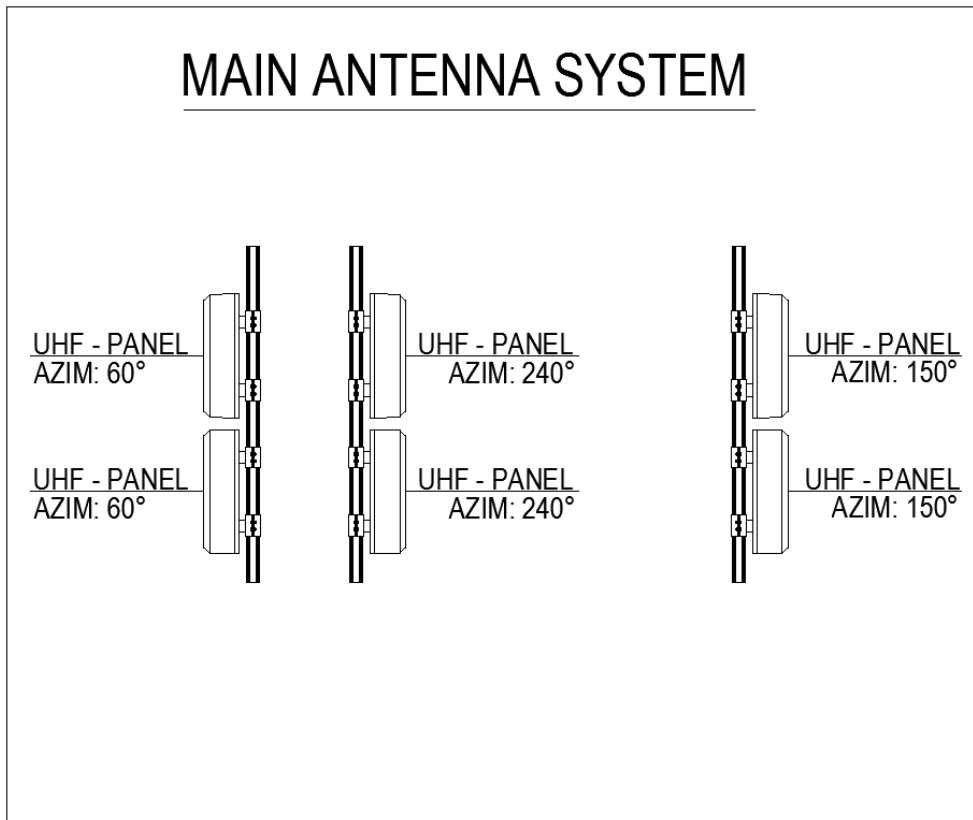 MAIN ANTENNA SYSTEM
UHF - PANEL
AZIM: 60°
UHF - PANEL
AZIM: 240°
UHF - PANEL
AZIM: 150°
UHF - PANEL
AZIM: 60°
UHF - PANEL
AZIM: 240°
UHF - PANEL
AZIM: 150°